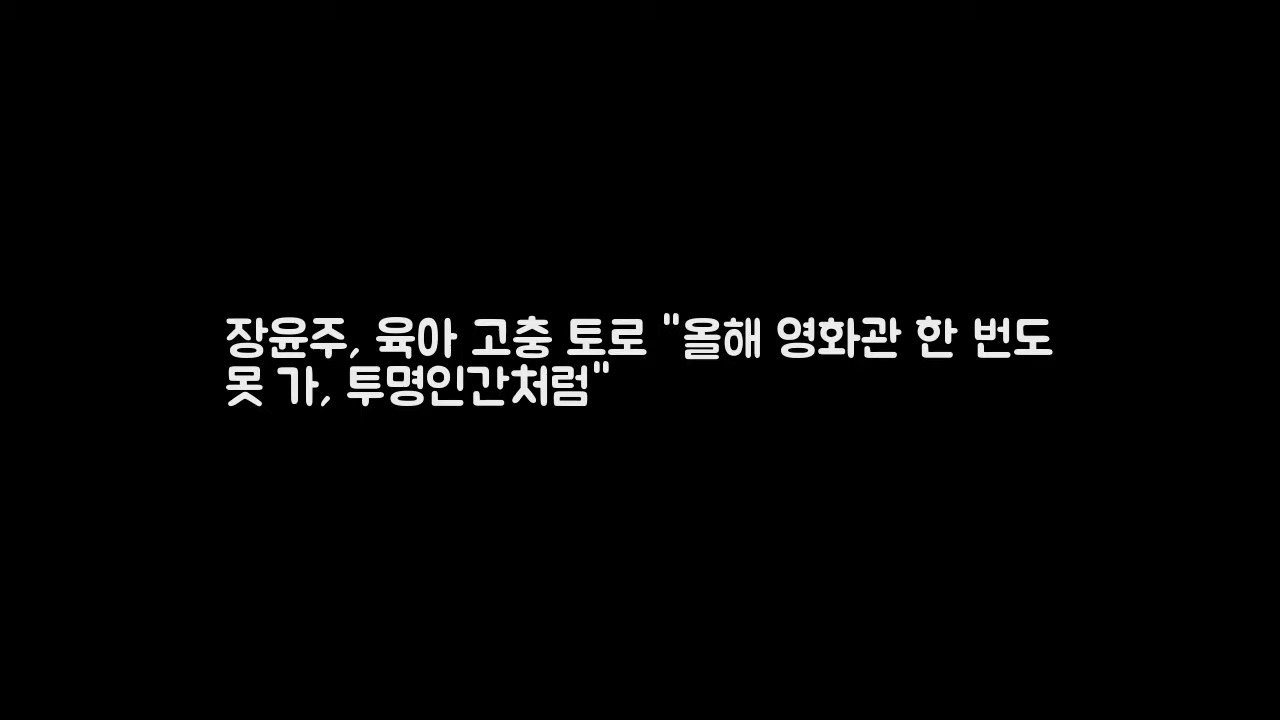 장윤주, 육아 고충 토로 "올해 영화관 한 번도
못 가, 투명인간처럼"